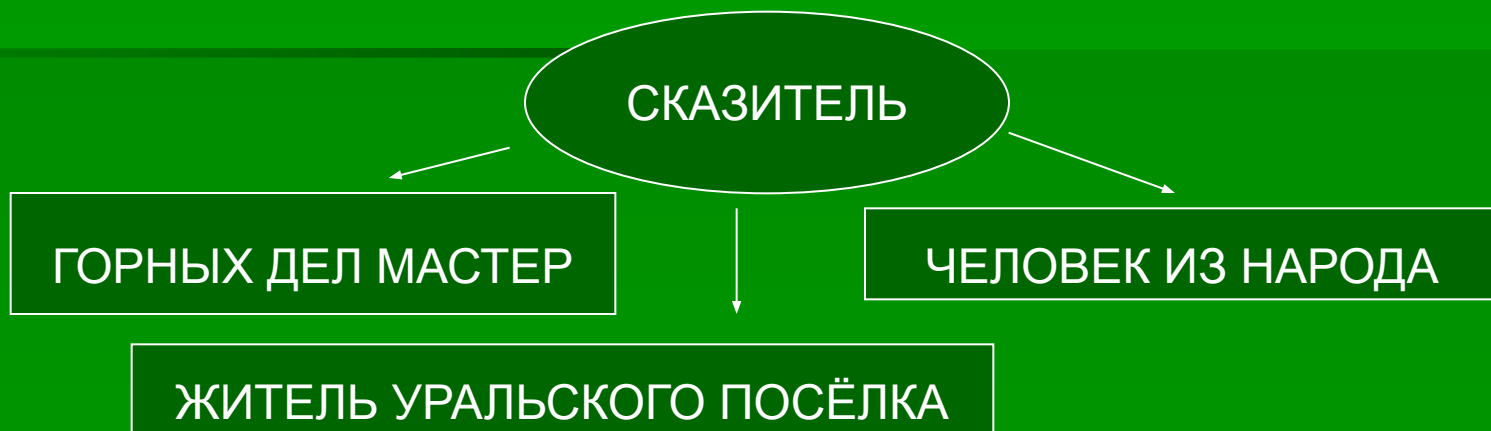 СКАЗИТЕЛЬ
ГОРНЫХ ДЕЛ МАСТЕР
ЧЕЛОВЕК ИЗ НАРОДА
ЖИТЕЛЬ УРАЛЬСКОГО ПОСЁЛКА